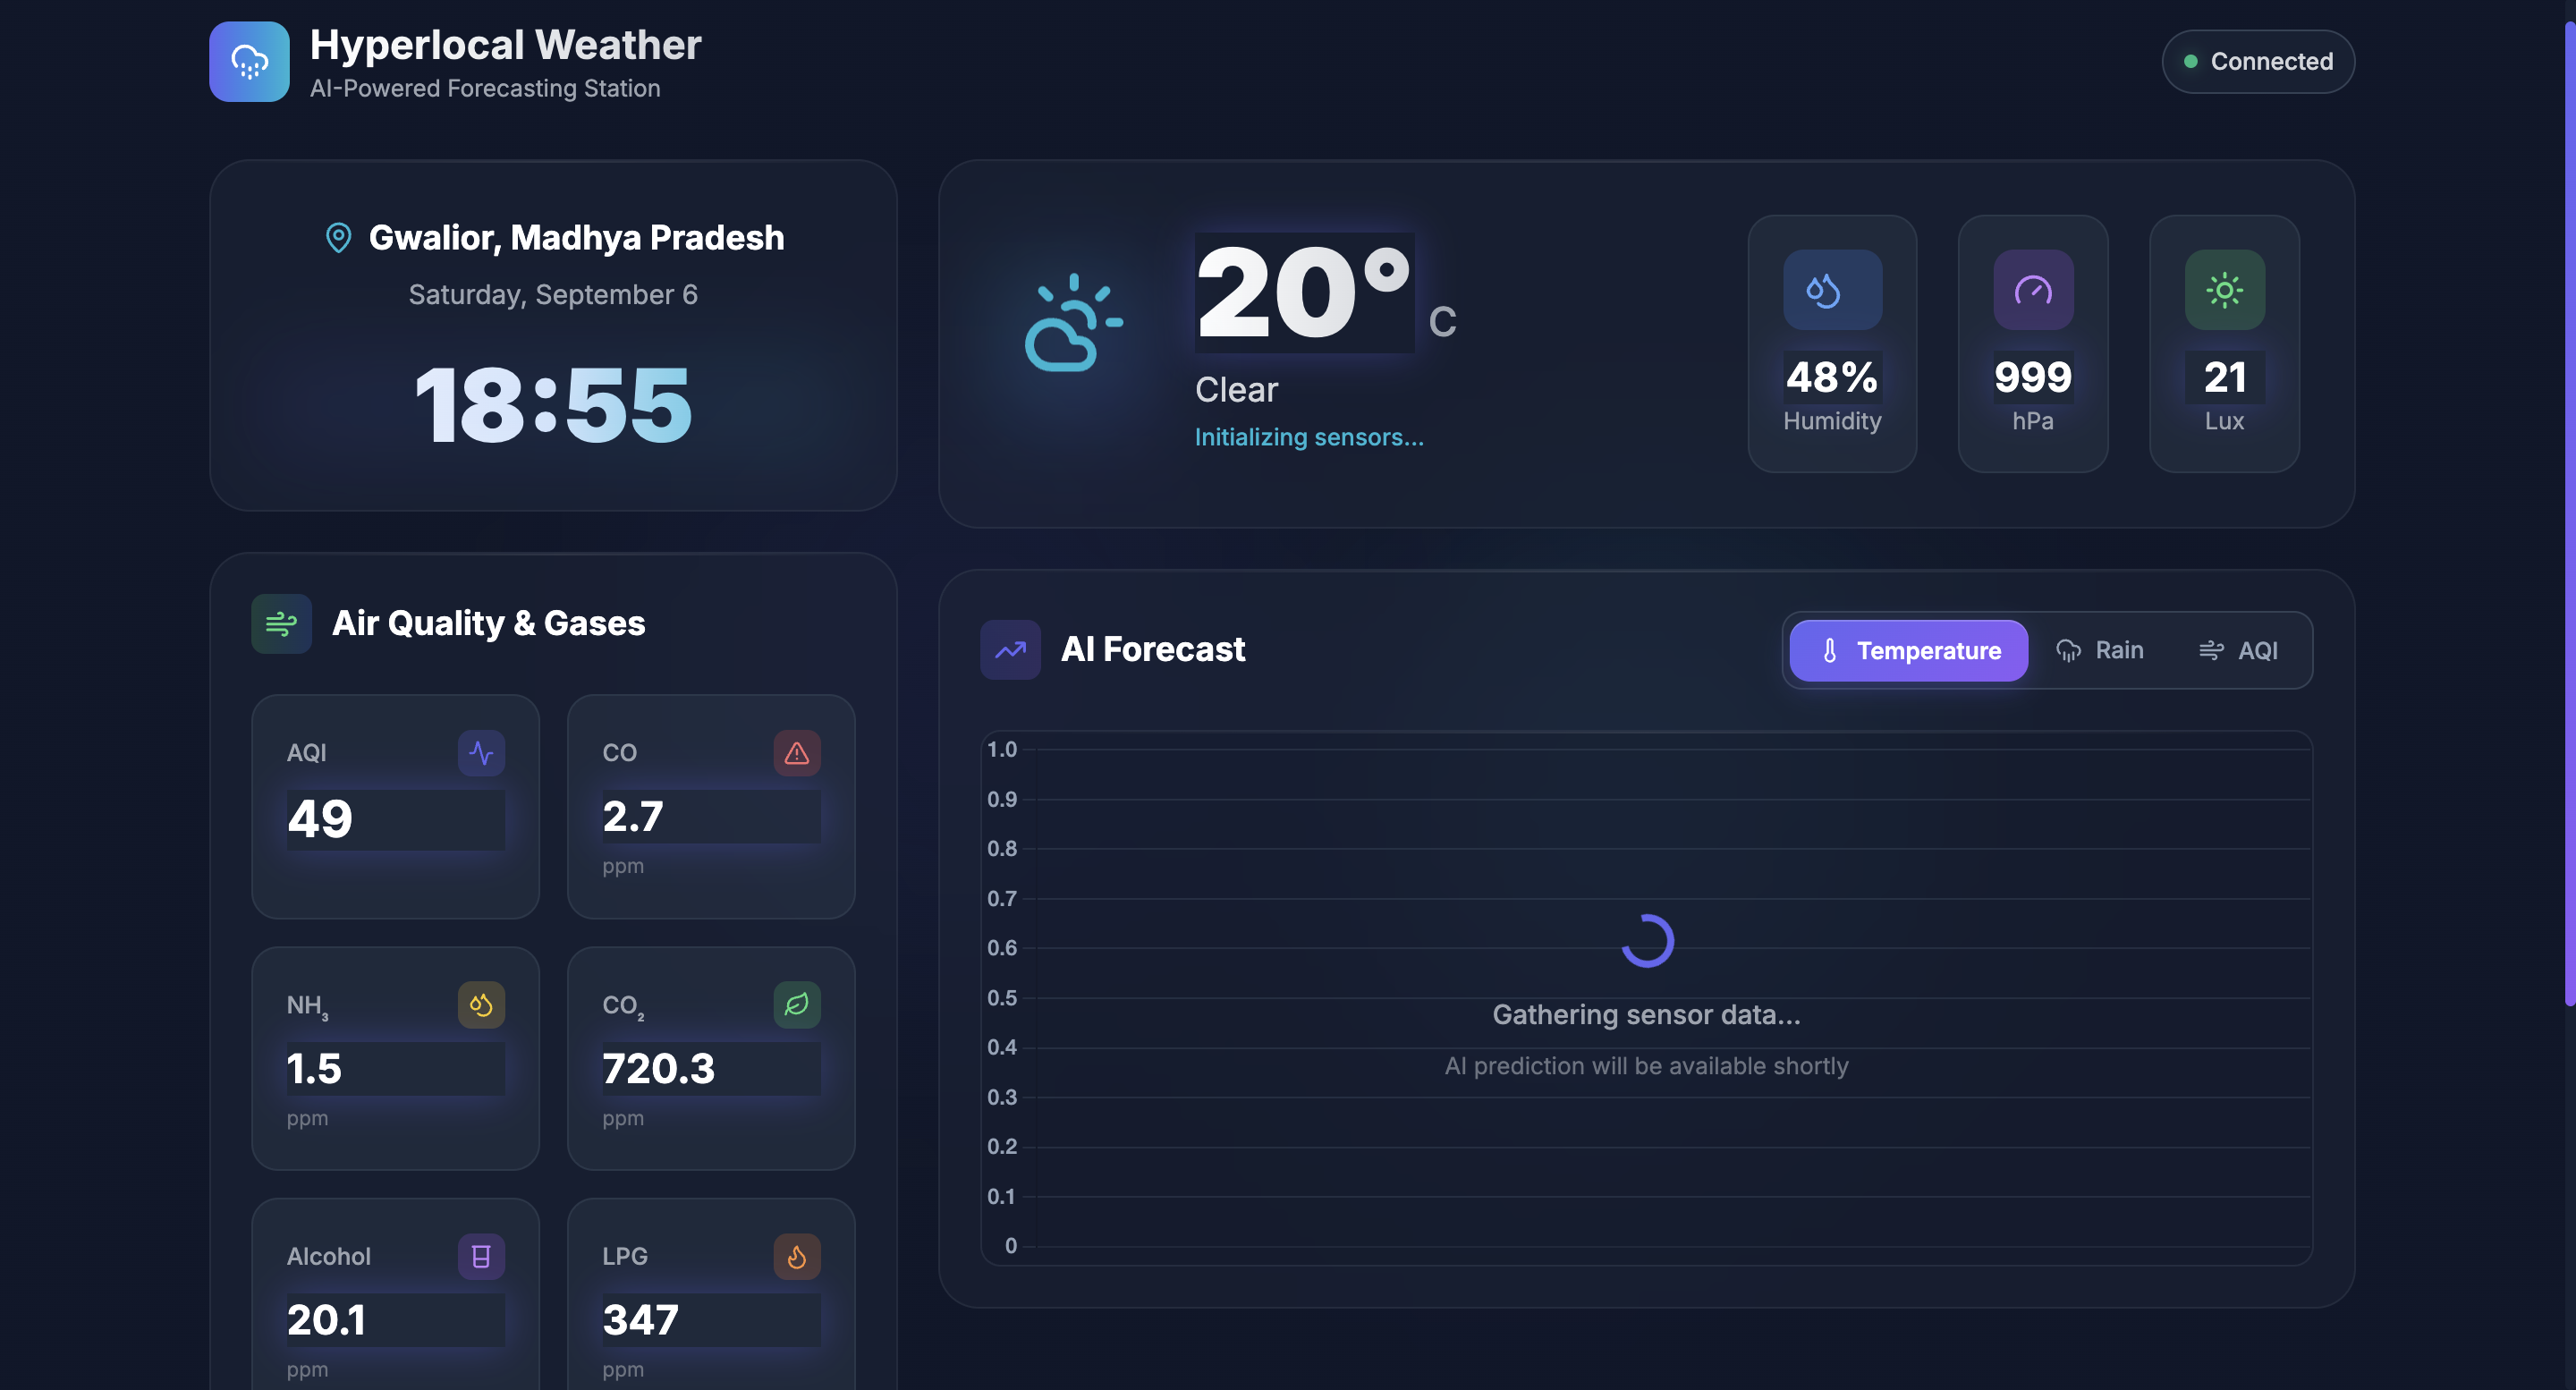 Hyperlocal Weather
AI-Powered Forecasting Station
Connected
Gwalior, Madhya Pradesh
Saturday, September 6
18:55
20° C
Clear
Initializing sensors...
48%
Humidity
999
hPa
21
Lux
Air Quality & Gases
AQI
49
CO
2.7
ppm
NH₃
1.5
ppm
CO₂
720.3
ppm
Alcohol
20.1
ppm
LPG
347
ppm
AI Forecast
Temperature
Rain
AQI
1.0
0.9
0.8
0.7
0.6
0.5
0.4
0.3
0.2
0.1
0
Gathering sensor data...
AI prediction will be available shortly